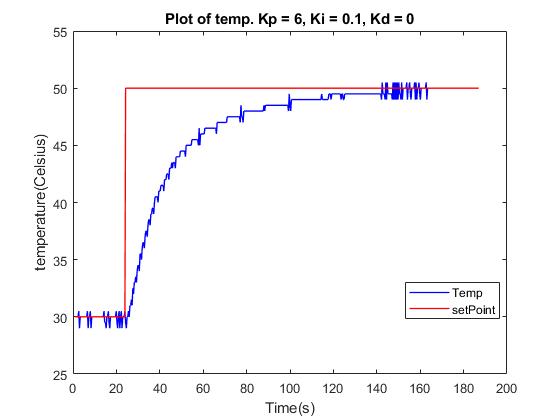 Plot of temp. Kp = 6, Ki = 0.1, Kd = 0
temperature(Celsius)
55
50
45
40
35
30
25
0 20 40 60 80 100 120 140 160 180 200
Time(s)
Temp
setPoint